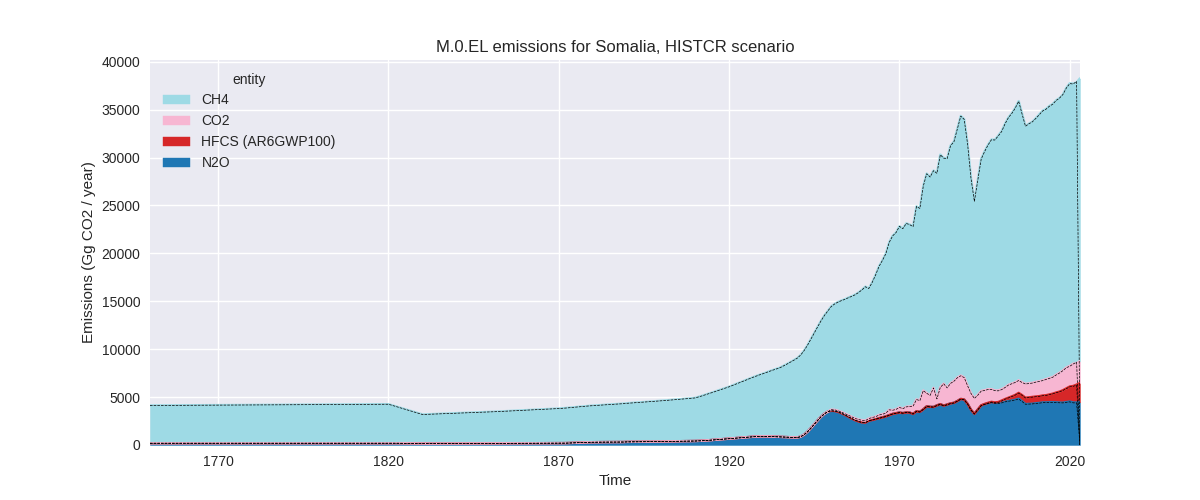 M.0.EL emissions for Somalia, HISTCR scenario
Emissions (Gg CO2 / year)
40000
35000
30000
25000
20000
15000
10000
5000
0
entity
CH4
CO2
HFCS (AR6GWP100)
N2O
1770
1820
1870
1920
1970
2020
Time